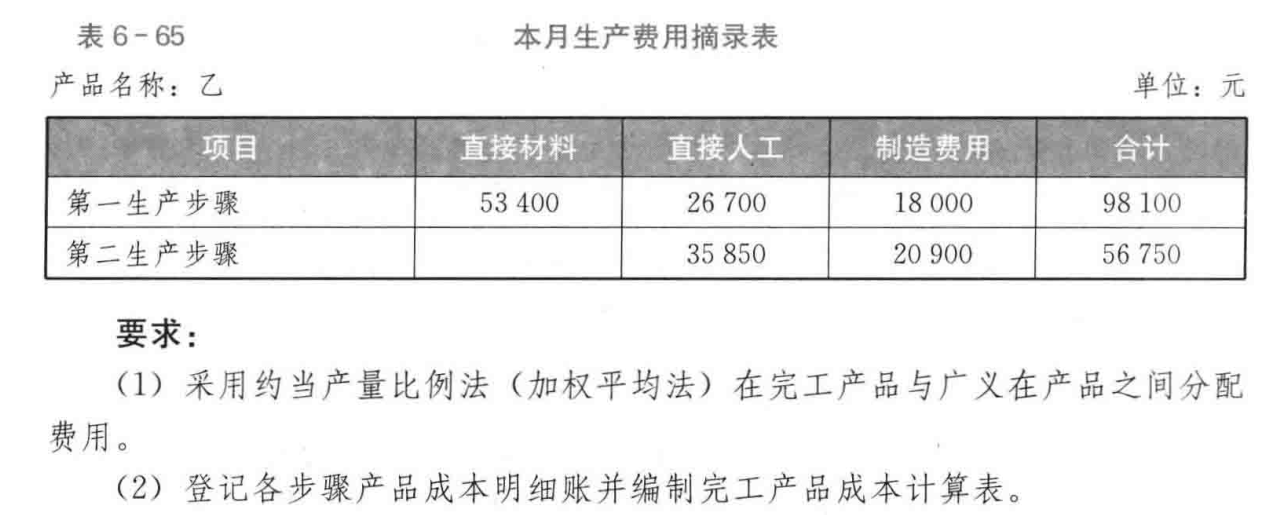 表 6-65 本月生产费用摘录表
产品名称：乙 单位：元
项目 直接材料 直接人工 制造费用 合计
第一生产步骤 53 400 26 700 18 000 98 100
第二生产步骤 35 850 20 900 56 750
要求：
（1）采用约当产量比例法（加权平均法）在完工产品与广义在产品之间分配
费用。
（2）登记各步骤产品成本明细账并编制完工产品成本计算表。